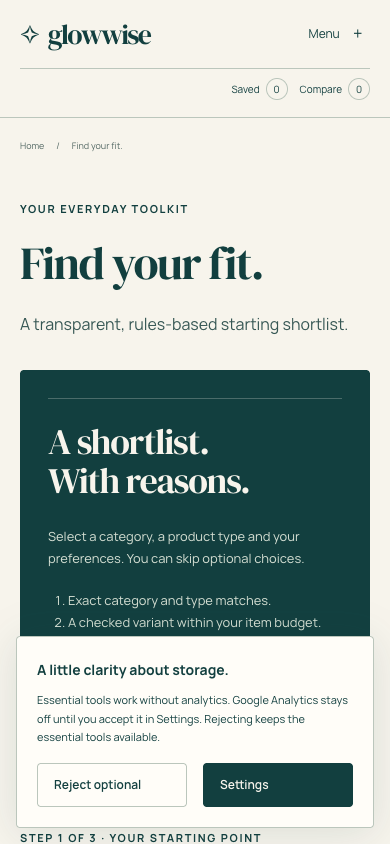 glowwise
Menu +
Saved 0 Compare 0
Home / Find your fit.
YOUR EVERYDAY TOOLKIT
Find your fit.
A transparent, rules-based starting shortlist.
A shortlist.
With reasons.
Select a category, a product type and your
preferences. You can skip optional choices.
1. Exact category and type matches.
2. A checked variant within your item budget.
A little clarity about storage.
Essential tools work without analytics. Google Analytics stays
off until you accept it in Settings. Rejecting keeps the
essential tools available.
Reject optional
Settings
STEP 1 OF 3 · YOUR STARTING POINT